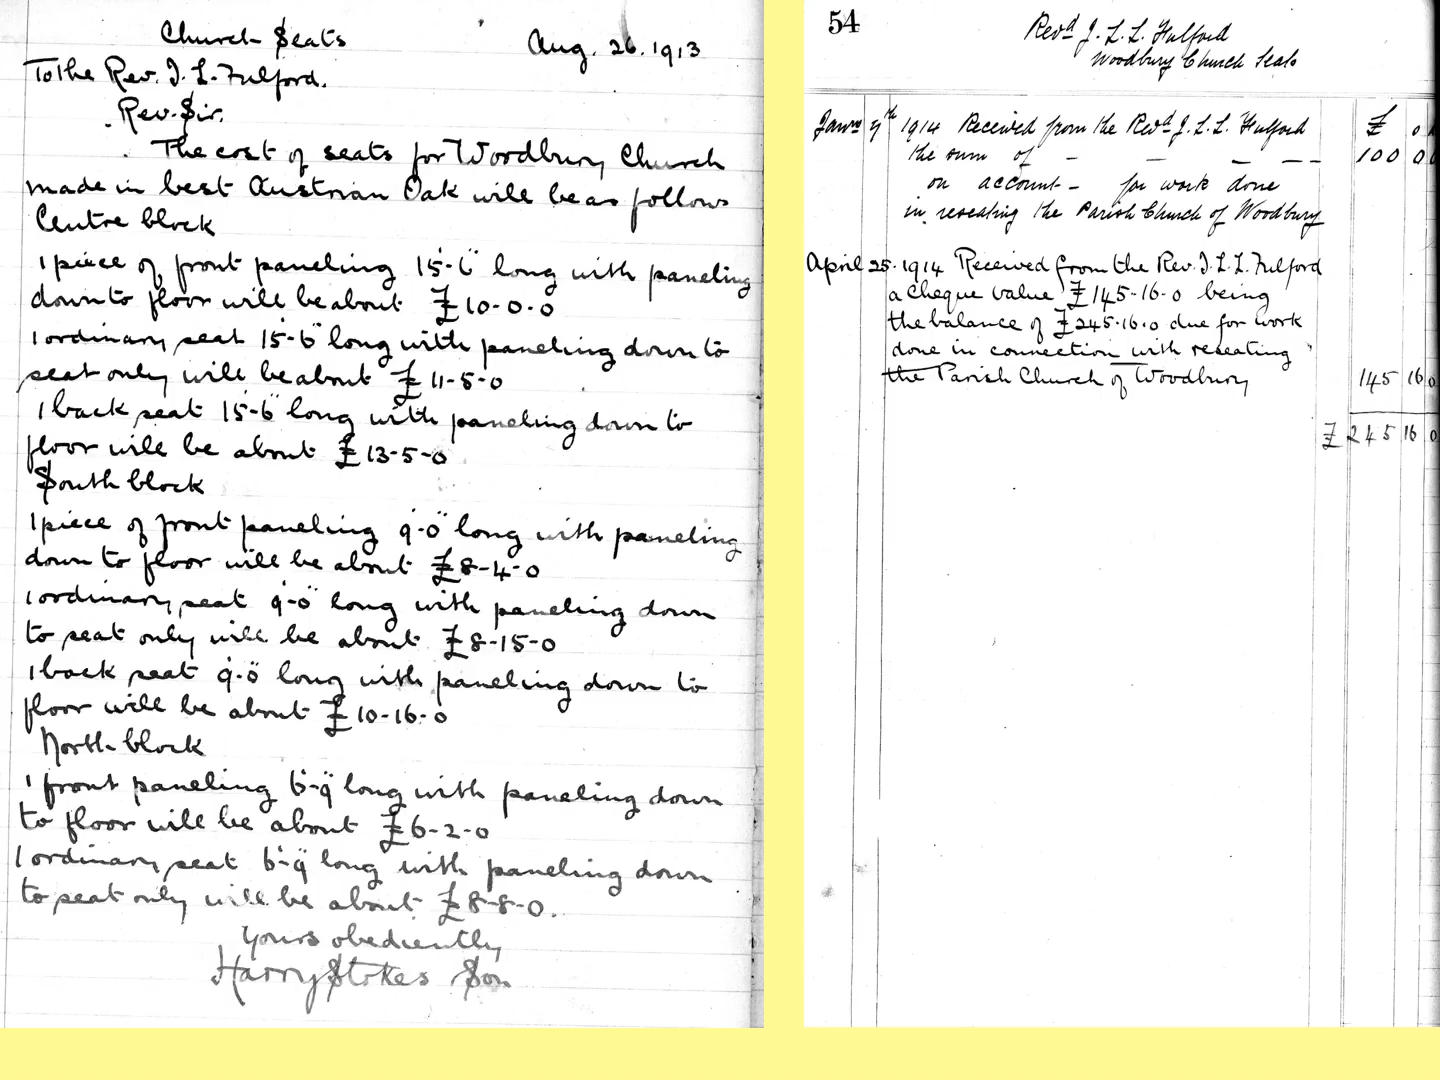 Church Seats
Aug. 26. 1913
To the Rev. J. L. Fulford.
Rev. Sir,
The cost of seats for Woodbury Church
made in best Austrian Oak will be as follows
Centre block
1 piece of front paneling 15'-6" long with paneling
down to floor will be about £10-0-0
1 ordinary seat 15'-6" long with paneling down to
seat only will be about £11-5-0
1 back seat 15'-6" long with paneling down to
floor will be about £13-5-0
South block
1 piece of front paneling 9'-0" long with paneling
down to floor will be about £8-4-0
1 ordinary seat 9'-0" long with paneling down
to seat only will be about £8-15-0
1 back seat 9'-0" long with paneling down to
floor will be about £10-16-0
North block
1 front paneling 6'-9" long with paneling down
to floor will be about £6-2-0
1 ordinary seat 6'-9" long with paneling down
to seat only will be about £8-8-0.
Yours obediently
Harry Stokes Son
54
Revd J. L. L. Fulford
Woodbury Church Seats
1914 Received from the Revd J. L. L. Fulford £
the sum of - - - -- 100 0 0
on account - for work done
in reseating the Parish Church of Woodbury
April 25. 1914 Received from the Rev. J. L. L. Fulford
a cheque value £145-16-0 being
the balance of £245.16.0 due for work
done in connection with reseating
the Parish Church of Woodbury 145 16 0
£ 245 16 0